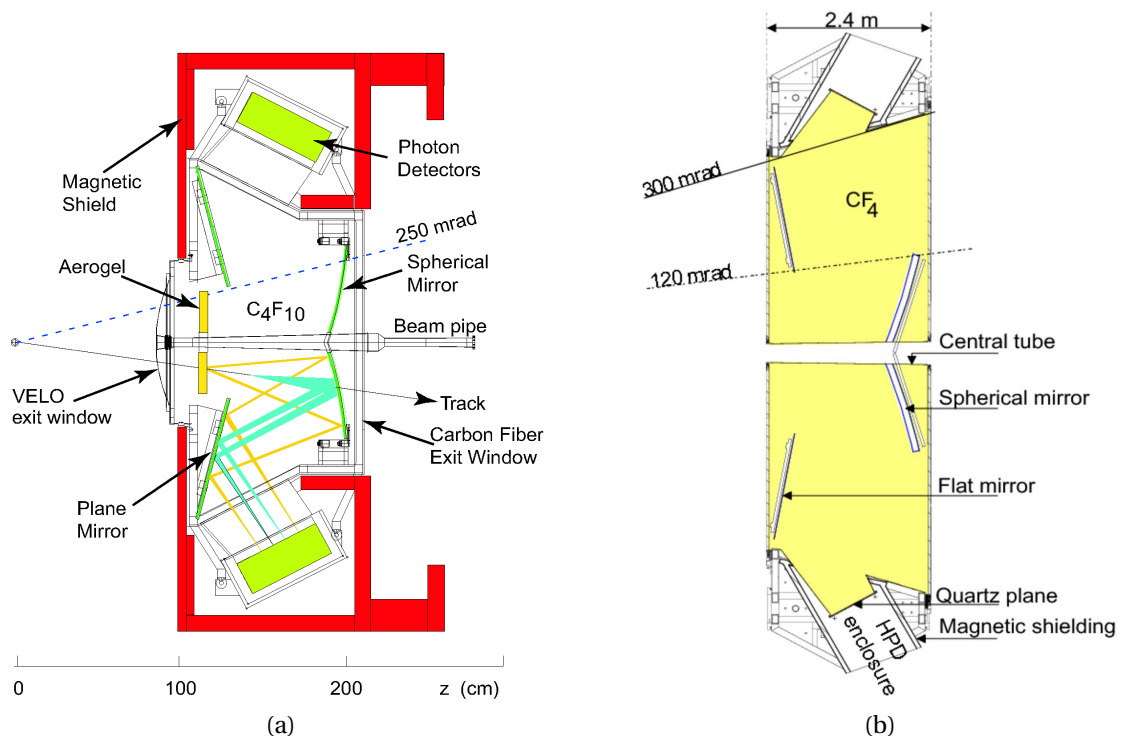 Magnetic
Shield
Photon
Detectors
250 mrad
Aerogel
C4F10
Spherical
Mirror
Beam pipe
VELO
exit window
Track
Carbon Fiber
Exit Window
Plane
Mirror
0
100
200
z (cm)
(a)
2.4 m
300 mrad
CF4
120 mrad
Central tube
Spherical mirror
Flat mirror
Quartz plane
Magnetic shielding
HPD
enclosure
(b)